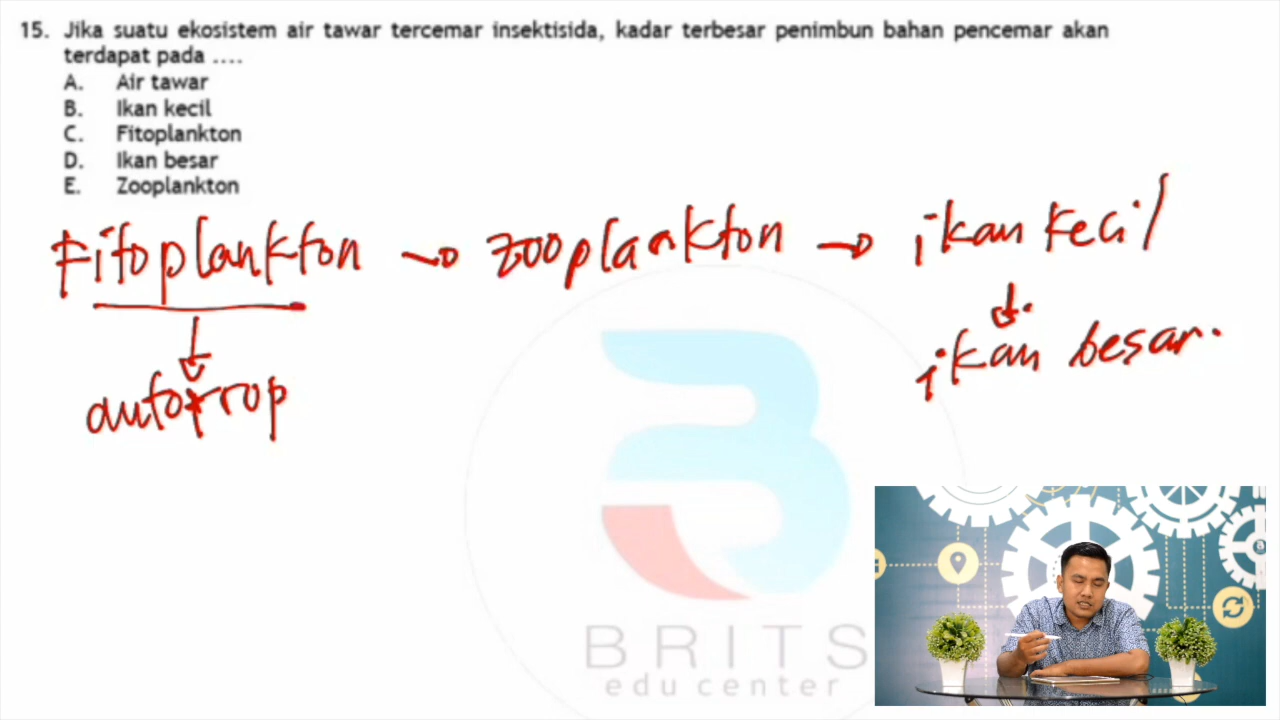 15. Jika suatu ekosistem air tawar tercemar insektisida, kadar terbesar penimbun bahan pencemar akan
terdapat pada ....
A. Air tawar
B. Ikan kecil
C. Fitoplankton
D. Ikan besar
E. Zooplankton
Fitoplankton → zooplankton → ikan kecil
↓
ikan besar.
↓
autotrop
BRITS
edu center